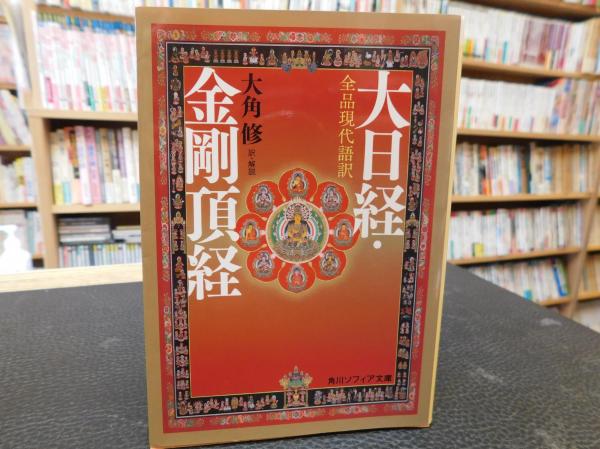 全品現代語訳
大日経・
金剛頂経
大角修
訳・解説
角川ソフィア文庫